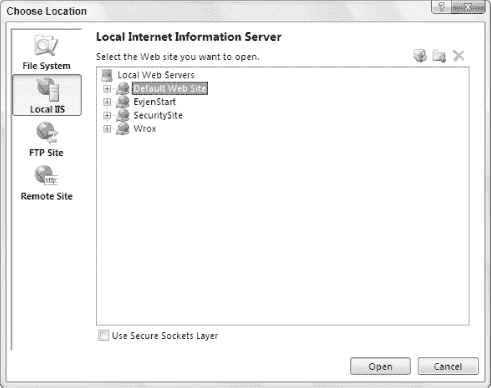 Choose Location
File System
Local IIS
FTP Site
http:
Remote Site
Local Internet Information Server
Select the Web site you want to open.
Local Web Servers
Default Web Site
EvjenStart
SecuritySite
Wrox
Use Secure Sockets Layer
Open
Cancel